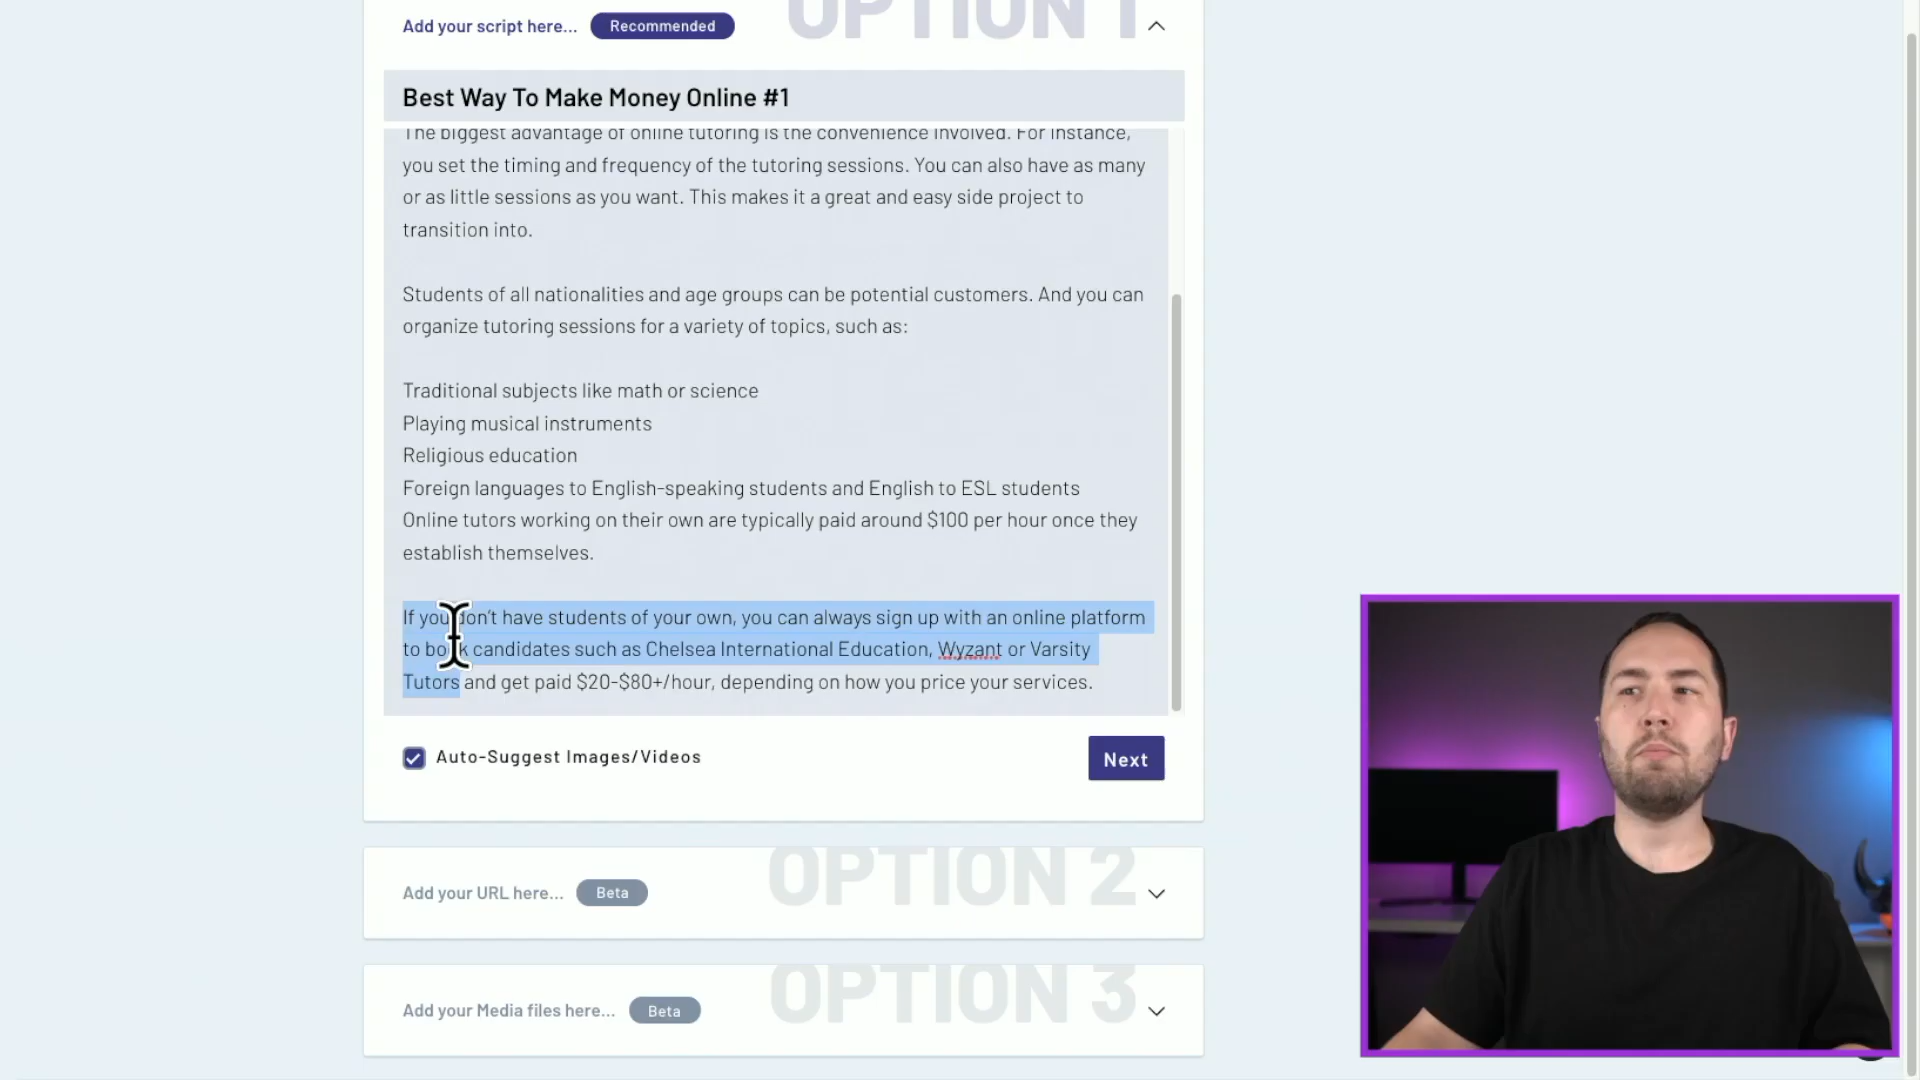 OPTION 1
Add your script here...
Recommended
Best Way To Make Money Online #1
The biggest advantage of online tutoring is the convenience involved. For instance,
you set the timing and frequency of the tutoring sessions. You can also have as many
or as little sessions as you want. This makes it a great and easy side project to
transition into.
Students of all nationalities and age groups can be potential customers. And you can
organize tutoring sessions for a variety of topics, such as:
Traditional subjects like math or science
Playing musical instruments
Religious education
Foreign languages to English-speaking students and English to ESL students
Online tutors working on their own are typically paid around $100 per hour once they
establish themselves.
If you don't have students of your own, you can always sign up with an online platform
to book candidates such as Chelsea International Education, Wyzant or Varsity
Tutors and get paid $20-$80+/hour, depending on how you price your services.
Auto-Suggest Images/Videos
Next
OPTION 2
Add your URL here...
Beta
OPTION 3
Add your Media files here...
Beta